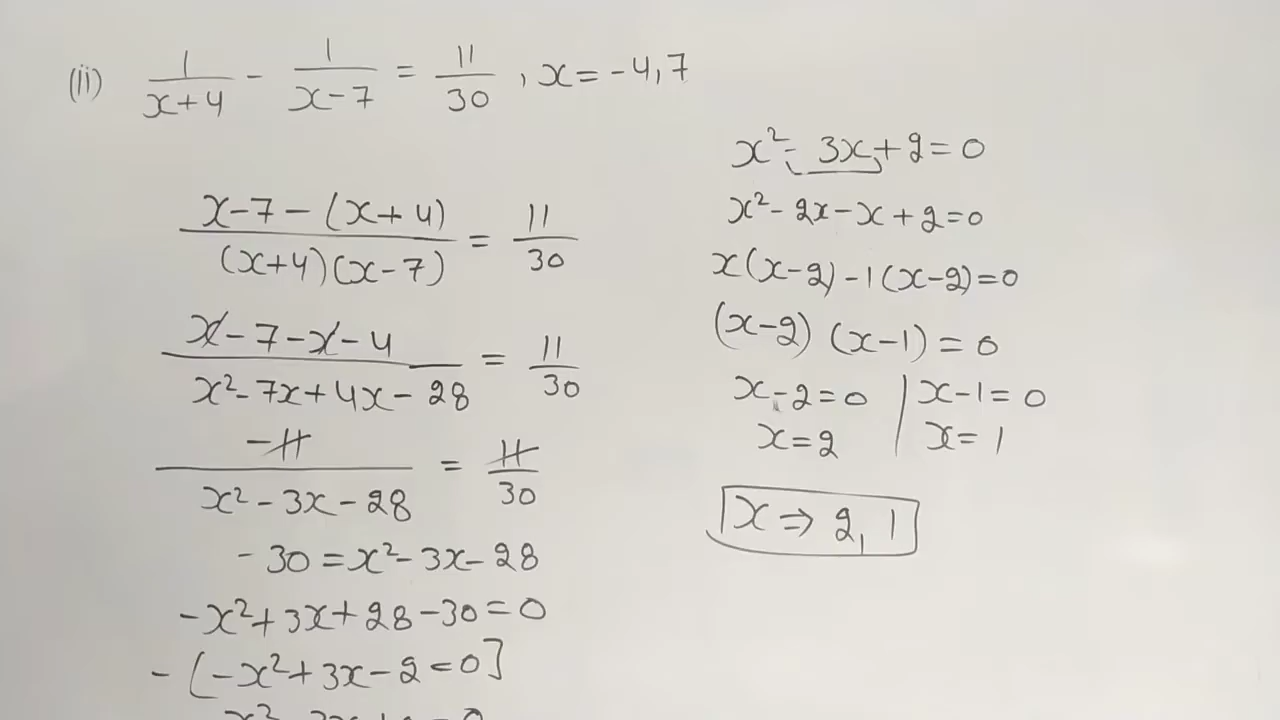 (ii) 1/(x+4) - 1/(x-7) = 11/30 , x = -4,7
(x-7-(x+4))/((x+4)(x-7)) = 11/30
(x-7-x-4)/(x²-7x+4x-28) = 11/30
-11/(x²-3x-28) = 11/30
-30 = x²-3x-28
-x²+3x+28-30=0
-[-x²+3x-2=0]
x²-3x+2=0
x²-2x-x+2=0
x(x-2)-1(x-2)=0
(x-2) (x-1) = 0
x-2=0 | x-1=0
x=2 | x=1
x ⇒ 2, 1